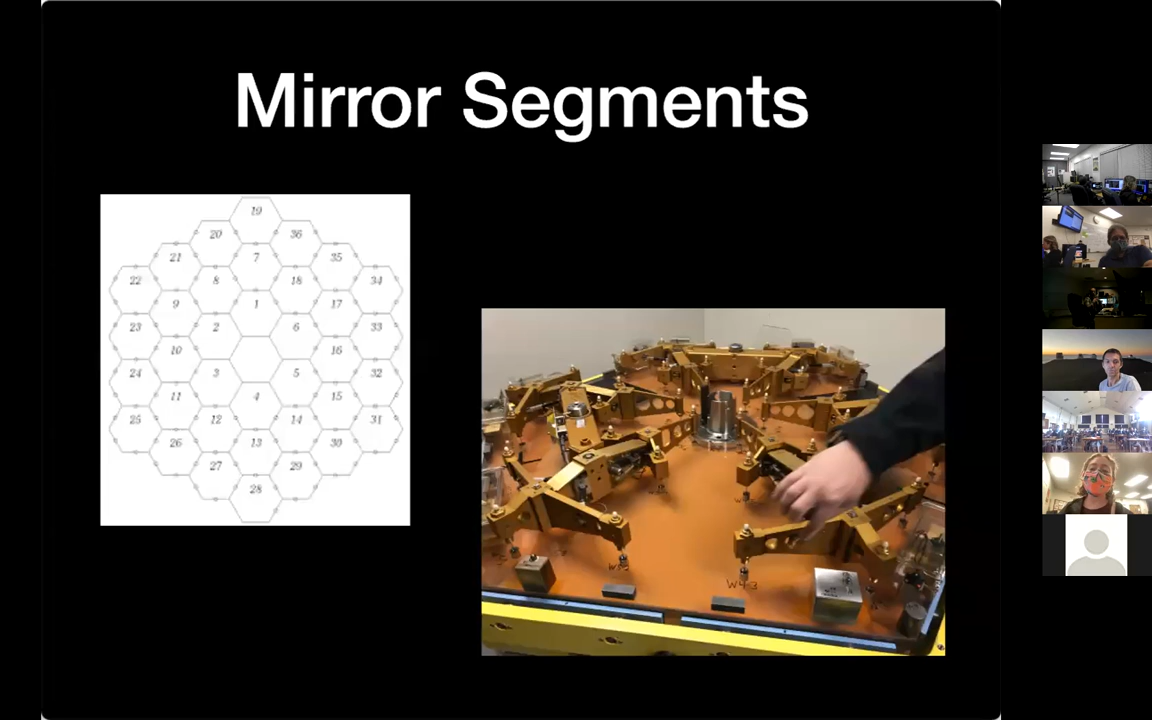 Mirror Segments
19
20 36
21 7 35
22 8 18 34
9 1 17
23 2 6 33
10 16
24 3 5 32
11 4 15
25 12 14 31
26 13 30
27 29
28
W43